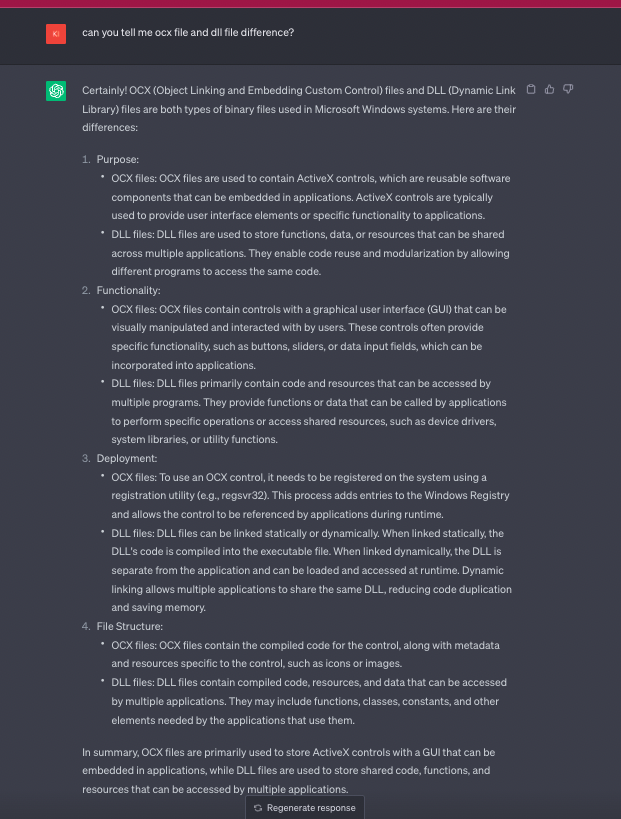 can you tell me ocx file and dll file difference?
Certainly! OCX (Object Linking and Embedding Custom Control) files and DLL (Dynamic Link
Library) files are both types of binary files used in Microsoft Windows systems. Here are their
differences:
1. Purpose:
• OCX files: OCX files are used to contain ActiveX controls, which are reusable software
components that can be embedded in applications. ActiveX controls are typically
used to provide user interface elements or specific functionality to applications.
• DLL files: DLL files are used to store functions, data, or resources that can be shared
across multiple applications. They enable code reuse and modularization by allowing
different programs to access the same code.
2. Functionality:
• OCX files: OCX files contain controls with a graphical user interface (GUI) that can be
visually manipulated and interacted with by users. These controls often provide
specific functionality, such as buttons, sliders, or data input fields, which can be
incorporated into applications.
• DLL files: DLL files primarily contain code and resources that can be accessed by
multiple programs. They provide functions or data that can be called by applications
to perform specific operations or access shared resources, such as device drivers,
system libraries, or utility functions.
3. Deployment:
• OCX files: To use an OCX control, it needs to be registered on the system using a
registration utility (e.g., regsvr32). This process adds entries to the Windows Registry
and allows the control to be referenced by applications during runtime.
• DLL files: DLL files can be linked statically or dynamically. When linked statically, the
DLL's code is compiled into the executable file. When linked dynamically, the DLL is
separate from the application and can be loaded and accessed at runtime. Dynamic
linking allows multiple applications to share the same DLL, reducing code duplication
and saving memory.
4. File Structure:
• OCX files: OCX files contain the compiled code for the control, along with metadata
and resources specific to the control, such as icons or images.
• DLL files: DLL files contain compiled code, resources, and data that can be accessed
by multiple applications. They may include functions, classes, constants, and other
elements needed by the applications that use them.
In summary, OCX files are primarily used to store ActiveX controls with a GUI that can be
embedded in applications, while DLL files are used to store shared code, functions, and
resources that can be accessed by multiple applications.
Regenerate response